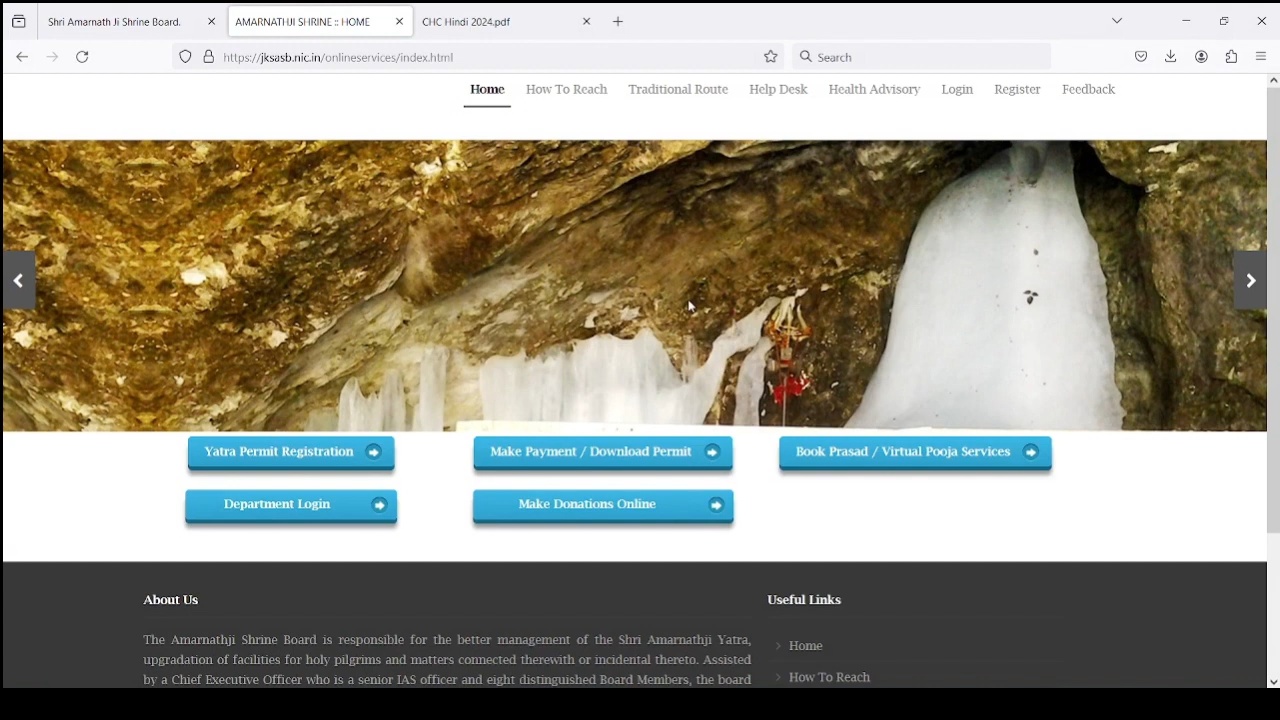 Shri Amarnath Ji Shrine Board.
AMARNATHJI SHRINE :: HOME
CHC Hindi 2024.pdf
https://jksasb.nic.in/onlineservices/index.html
Search
Home How To Reach Traditional Route Help Desk Health Advisory Login Register Feedback
Yatra Permit Registration
Make Payment / Download Permit
Book Prasad / Virtual Pooja Services
Department Login
Make Donations Online
About Us
The Amarnathji Shrine Board is responsible for the better management of the Shri Amarnathji Yatra,
upgradation of facilities for holy pilgrims and matters connected therewith or incidental thereto. Assisted
by a Chief Executive Officer who is a senior IAS officer and eight distinguished Board Members, the board
Useful Links
Home
How To Reach